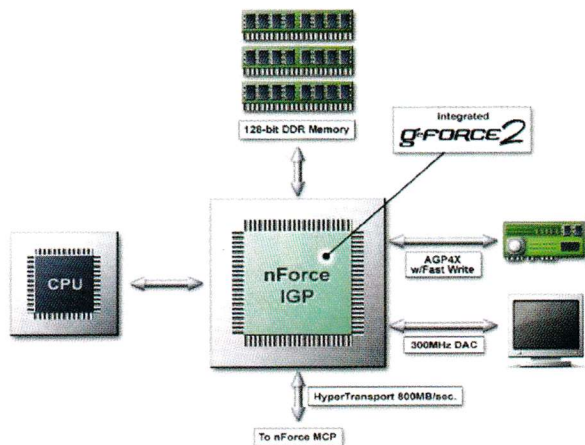 128-bit DDR Memory
Integrated
GeFORCE2
CPU
nForce
IGP
AGP4X
w/Fast Write
300MHz DAC
HyperTransport 800MB/sec.
To nForce MCP